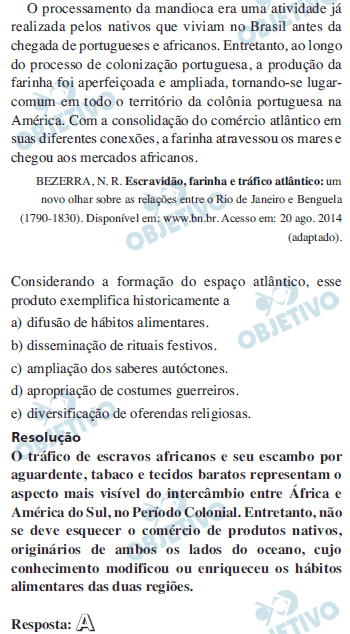 O processamento da mandioca era uma atividade já
realizada pelos nativos que viviam no Brasil antes da
chegada de portugueses e africanos. Entretanto, ao longo
do processo de colonização portuguesa, a produção da
farinha foi aperfeiçoada e ampliada, tornando-se lugar-
comum em todo o território da colônia portuguesa na
América. Com a consolidação do comércio atlântico em
suas diferentes conexões, a farinha atravessou os mares e
chegou aos mercados africanos.
BEZERRA, N. R. Escravidão, farinha e tráfico atlântico: um
novo olhar sobre as relações entre o Rio de Janeiro e Benguela
(1790-1830). Disponível em: www.bn.br. Acesso em: 20 ago. 2014
(adaptado).
Considerando a formação do espaço atlântico, esse
produto exemplifica historicamente a
a) difusão de hábitos alimentares.
b) disseminação de rituais festivos.
c) ampliação dos saberes autóctones.
d) apropriação de costumes guerreiros.
e) diversificação de oferendas religiosas.
Resolução
O tráfico de escravos africanos e seu escambo por
aguardente, tabaco e tecidos baratos representam o
aspecto mais visível do intercâmbio entre África e
América do Sul, no Período Colonial. Entretanto, não
se deve esquecer o comércio de produtos nativos,
originários de ambos os lados do oceano, cujo
conhecimento modificou ou enriqueceu os hábitos
alimentares das duas regiões.
Resposta: A